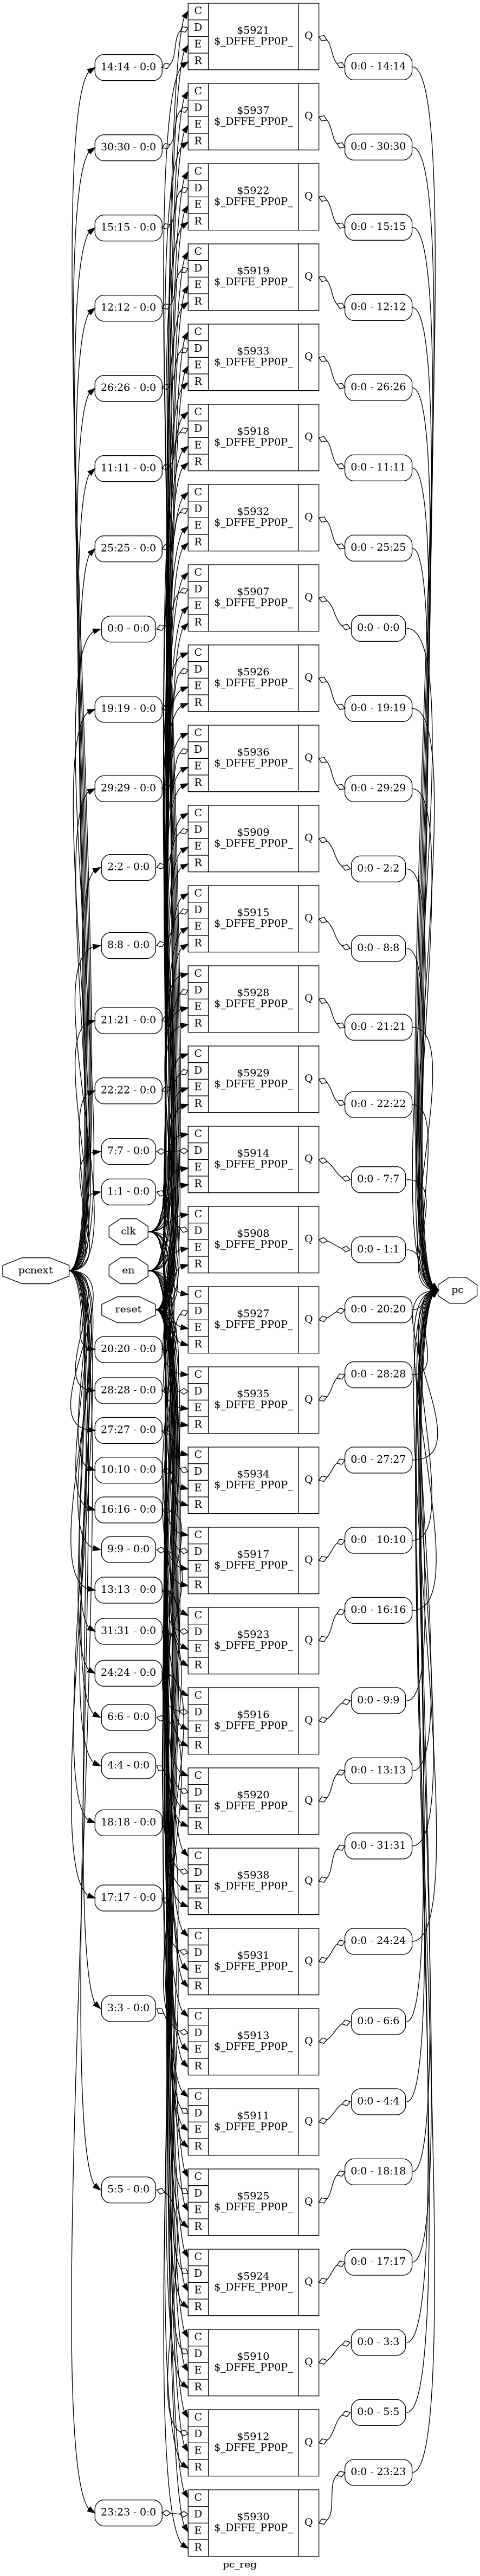 C
D
E
R
$5921
$_DFFE_PP0P_
Q
14:14 - 0:0
0:0 - 14:14
C
D
E
R
$5937
$_DFFE_PP0P_
Q
30:30 - 0:0
0:0 - 30:30
C
D
E
R
$5922
$_DFFE_PP0P_
Q
15:15 - 0:0
0:0 - 15:15
C
D
E
R
$5919
$_DFFE_PP0P_
Q
12:12 - 0:0
0:0 - 12:12
C
D
E
R
$5933
$_DFFE_PP0P_
Q
26:26 - 0:0
0:0 - 26:26
C
D
E
R
$5918
$_DFFE_PP0P_
Q
11:11 - 0:0
0:0 - 11:11
C
D
E
R
$5932
$_DFFE_PP0P_
Q
25:25 - 0:0
0:0 - 25:25
C
D
E
R
$5907
$_DFFE_PP0P_
Q
0:0 - 0:0
0:0 - 0:0
C
D
E
R
$5926
$_DFFE_PP0P_
Q
19:19 - 0:0
0:0 - 19:19
C
D
E
R
$5936
$_DFFE_PP0P_
Q
29:29 - 0:0
0:0 - 29:29
C
D
E
R
$5909
$_DFFE_PP0P_
Q
2:2 - 0:0
0:0 - 2:2
C
D
E
R
$5915
$_DFFE_PP0P_
Q
8:8 - 0:0
0:0 - 8:8
C
D
E
R
$5928
$_DFFE_PP0P_
Q
21:21 - 0:0
0:0 - 21:21
C
D
E
R
$5929
$_DFFE_PP0P_
Q
22:22 - 0:0
0:0 - 22:22
C
D
E
R
$5914
$_DFFE_PP0P_
Q
7:7 - 0:0
0:0 - 7:7
1:1 - 0:0
C
D
E
R
$5908
$_DFFE_PP0P_
Q
0:0 - 1:1
clk
en
reset
pcnext
pc
C
D
E
R
$5927
$_DFFE_PP0P_
Q
20:20 - 0:0
0:0 - 20:20
C
D
E
R
$5935
$_DFFE_PP0P_
Q
28:28 - 0:0
0:0 - 28:28
C
D
E
R
$5934
$_DFFE_PP0P_
Q
27:27 - 0:0
0:0 - 27:27
C
D
E
R
$5917
$_DFFE_PP0P_
Q
10:10 - 0:0
0:0 - 10:10
C
D
E
R
$5923
$_DFFE_PP0P_
Q
16:16 - 0:0
0:0 - 16:16
C
D
E
R
$5916
$_DFFE_PP0P_
Q
9:9 - 0:0
0:0 - 9:9
C
D
E
R
$5920
$_DFFE_PP0P_
Q
13:13 - 0:0
0:0 - 13:13
C
D
E
R
$5938
$_DFFE_PP0P_
Q
31:31 - 0:0
0:0 - 31:31
C
D
E
R
$5931
$_DFFE_PP0P_
Q
24:24 - 0:0
0:0 - 24:24
C
D
E
R
$5913
$_DFFE_PP0P_
Q
6:6 - 0:0
0:0 - 6:6
C
D
E
R
$5911
$_DFFE_PP0P_
Q
4:4 - 0:0
0:0 - 4:4
C
D
E
R
$5925
$_DFFE_PP0P_
Q
18:18 - 0:0
0:0 - 18:18
C
D
E
R
$5924
$_DFFE_PP0P_
Q
17:17 - 0:0
0:0 - 17:17
C
D
E
R
$5910
$_DFFE_PP0P_
Q
3:3 - 0:0
0:0 - 3:3
C
D
E
R
$5912
$_DFFE_PP0P_
Q
5:5 - 0:0
0:0 - 5:5
C
D
E
R
$5930
$_DFFE_PP0P_
Q
23:23 - 0:0
0:0 - 23:23
pc_reg